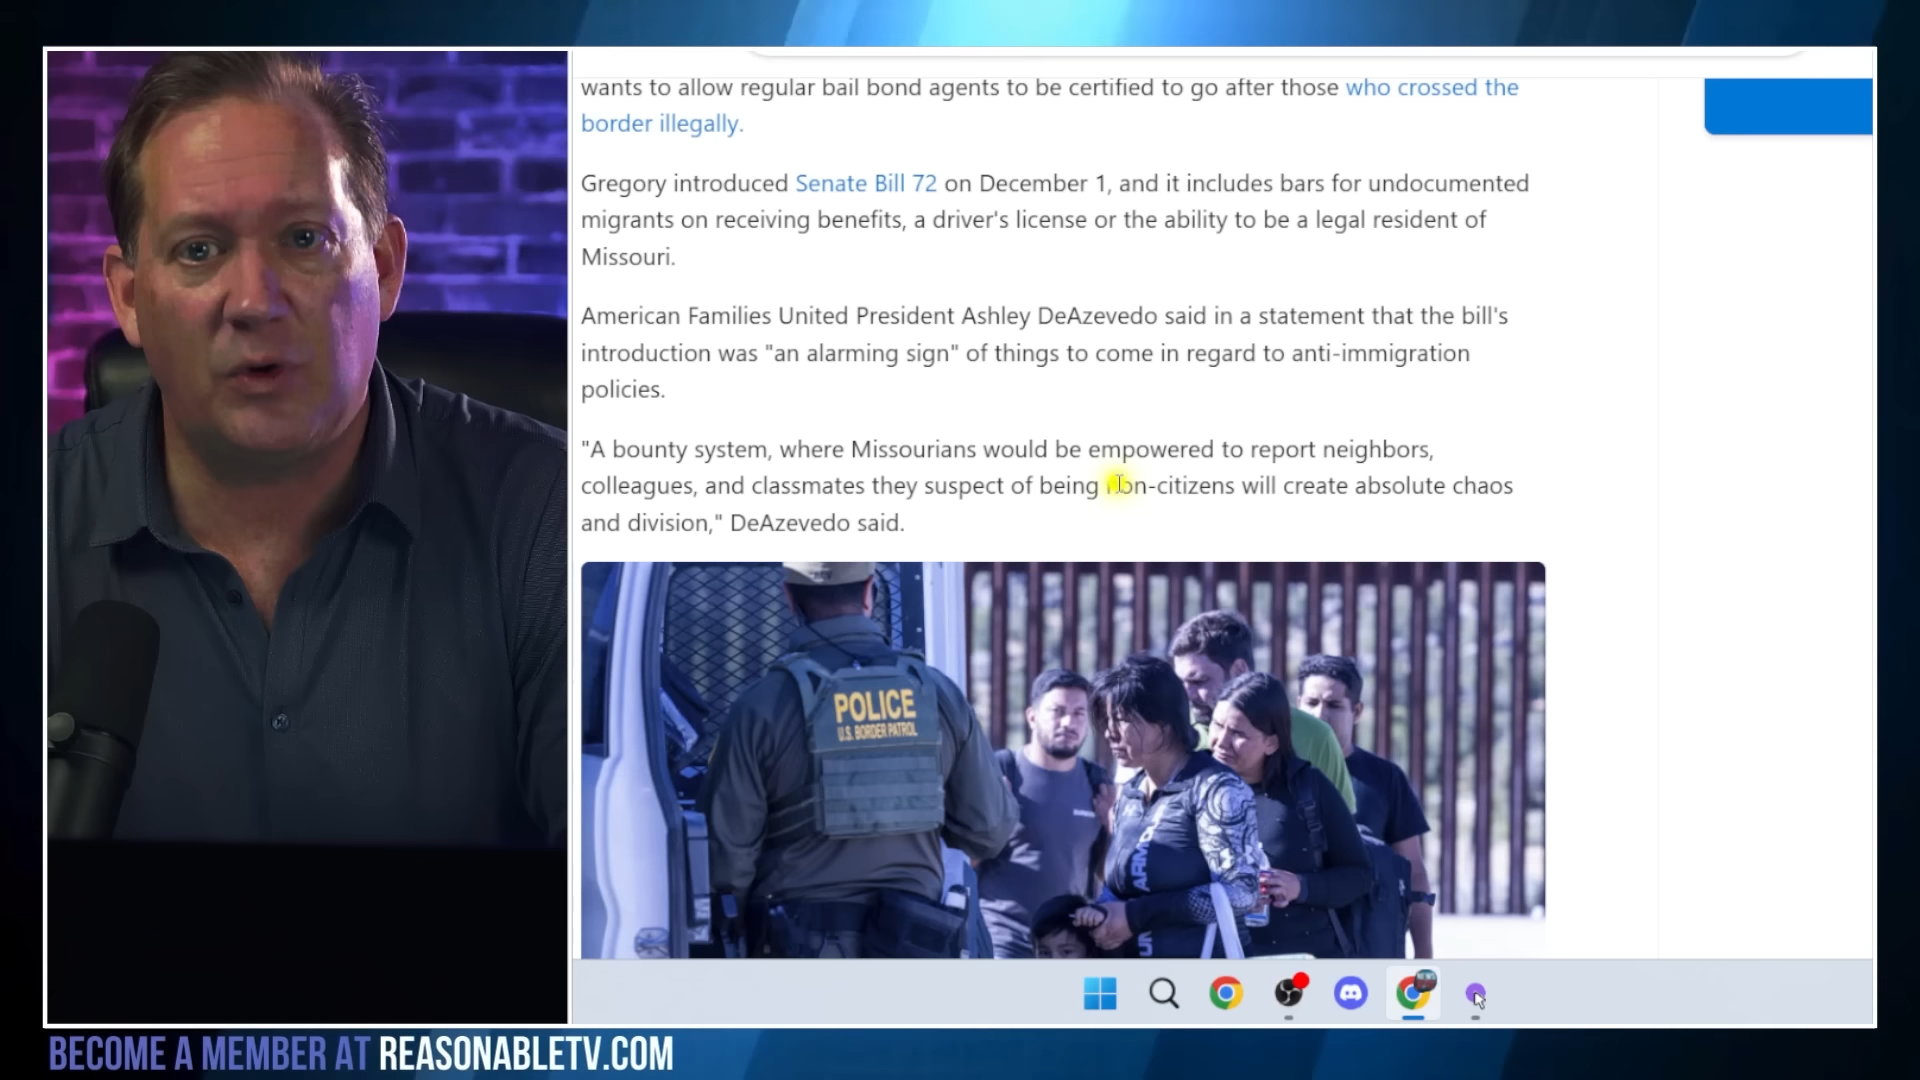 wants to allow regular bail bond agents to be certified to go after those who crossed the
border illegally.
Gregory introduced Senate Bill 72 on December 1, and it includes bars for undocumented
migrants on receiving benefits, a driver's license or the ability to be a legal resident of
Missouri.
American Families United President Ashley DeAzevedo said in a statement that the bill's
introduction was "an alarming sign" of things to come in regard to anti-immigration
policies.
"A bounty system, where Missourians would be empowered to report neighbors,
colleagues, and classmates they suspect of being non-citizens will create absolute chaos
and division," DeAzevedo said.
POLICE
U.S. BORDER PATROL
NEWS
BECOME A MEMBER AT REASONABLETV.COM